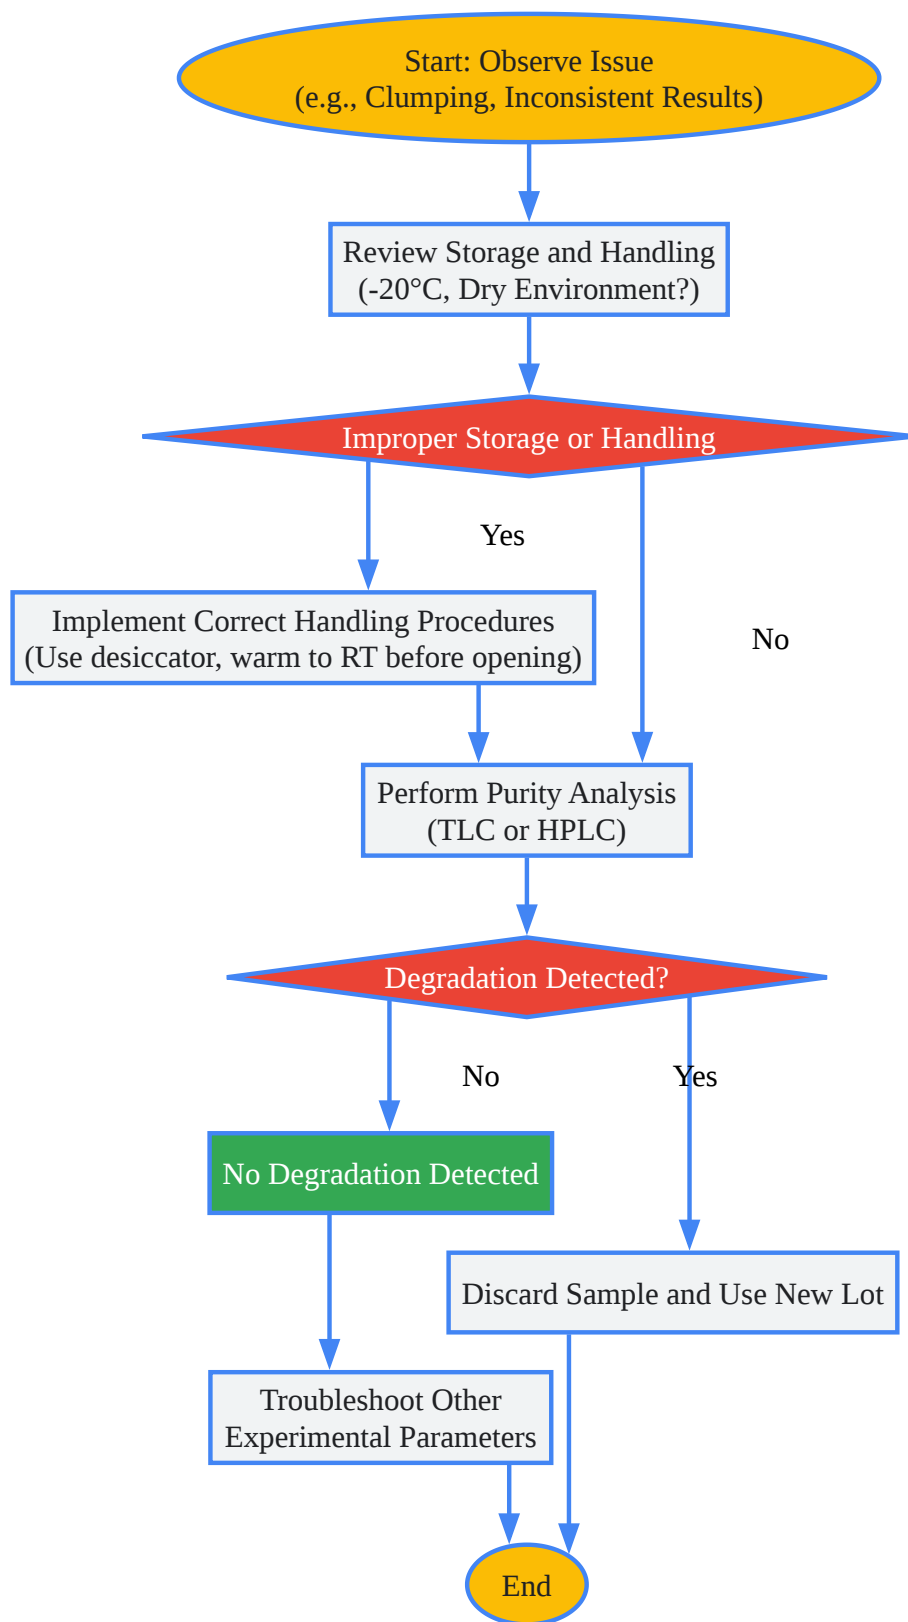 Start: Observe Issue
(e.g., Clumping, Inconsistent Results)
Review Storage and Handling
(-20°C, Dry Environment?)
Improper Storage or Handling
Yes
Implement Correct Handling Procedures
(Use desiccator, warm to RT before opening)
No
Perform Purity Analysis
(TLC or HPLC)
Degradation Detected?
No
Yes
No Degradation Detected
Discard Sample and Use New Lot
Troubleshoot Other
Experimental Parameters
End